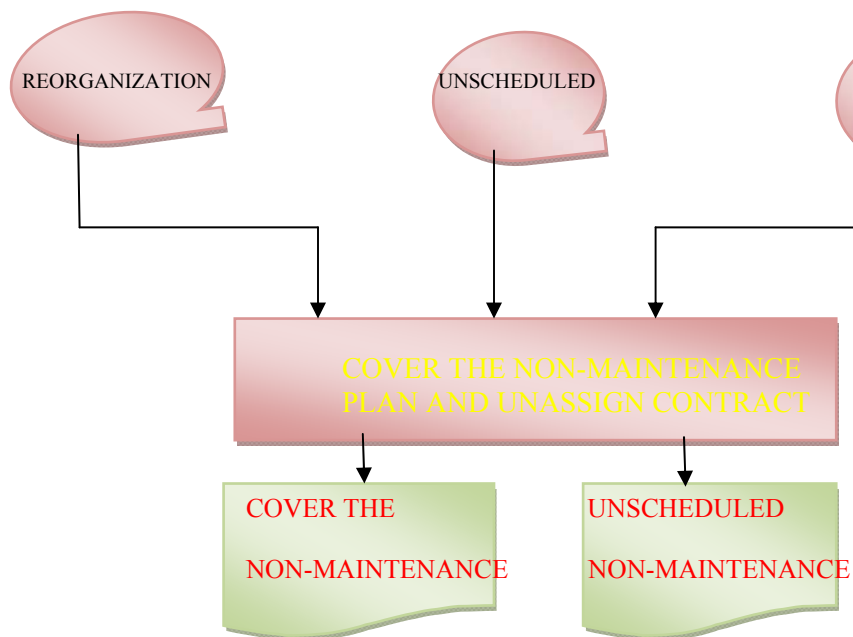 REORGANIZATION
UNSCHEDULED
COVER THE NON-MAINTENANCE
PLAN AND UNASSIGN CONTRACT
COVER THE
NON-MAINTENANCE
UNSCHEDULED
NON-MAINTENANCE